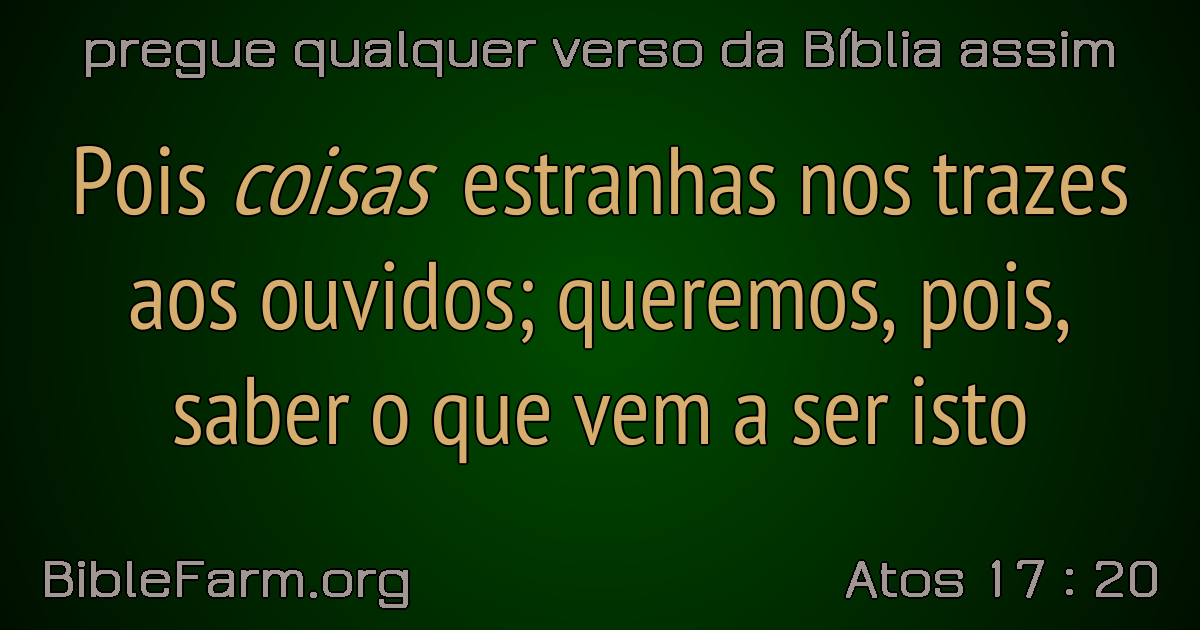 pregue qualquer verso da Bíblia assim
Pois coisas estranhas nos trazes
aos ouvidos; queremos, pois,
saber o que vem a ser isto
BibleFarm.org
Atos 17 : 20